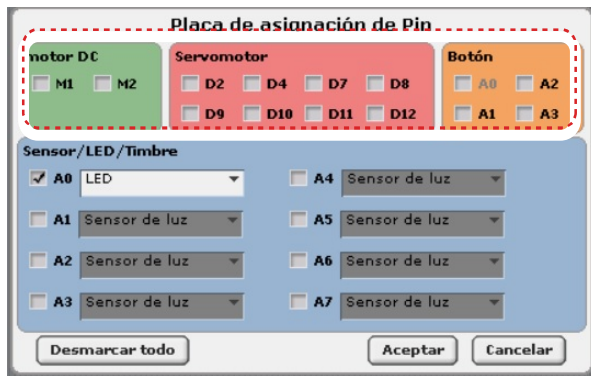 Placa de asignación de Pin
motor DC Servomotor Botón
M1 M2 D2 D4 D7 D8 A0 A2
D9 D10 D11 D12 A1 A3
Sensor/LED/Timbre
A0 LED A4 Sensor de luz
A1 Sensor de luz A5 Sensor de luz
A2 Sensor de luz A6 Sensor de luz
A3 Sensor de luz A7 Sensor de luz
Desmarcar todo Aceptar Cancelar